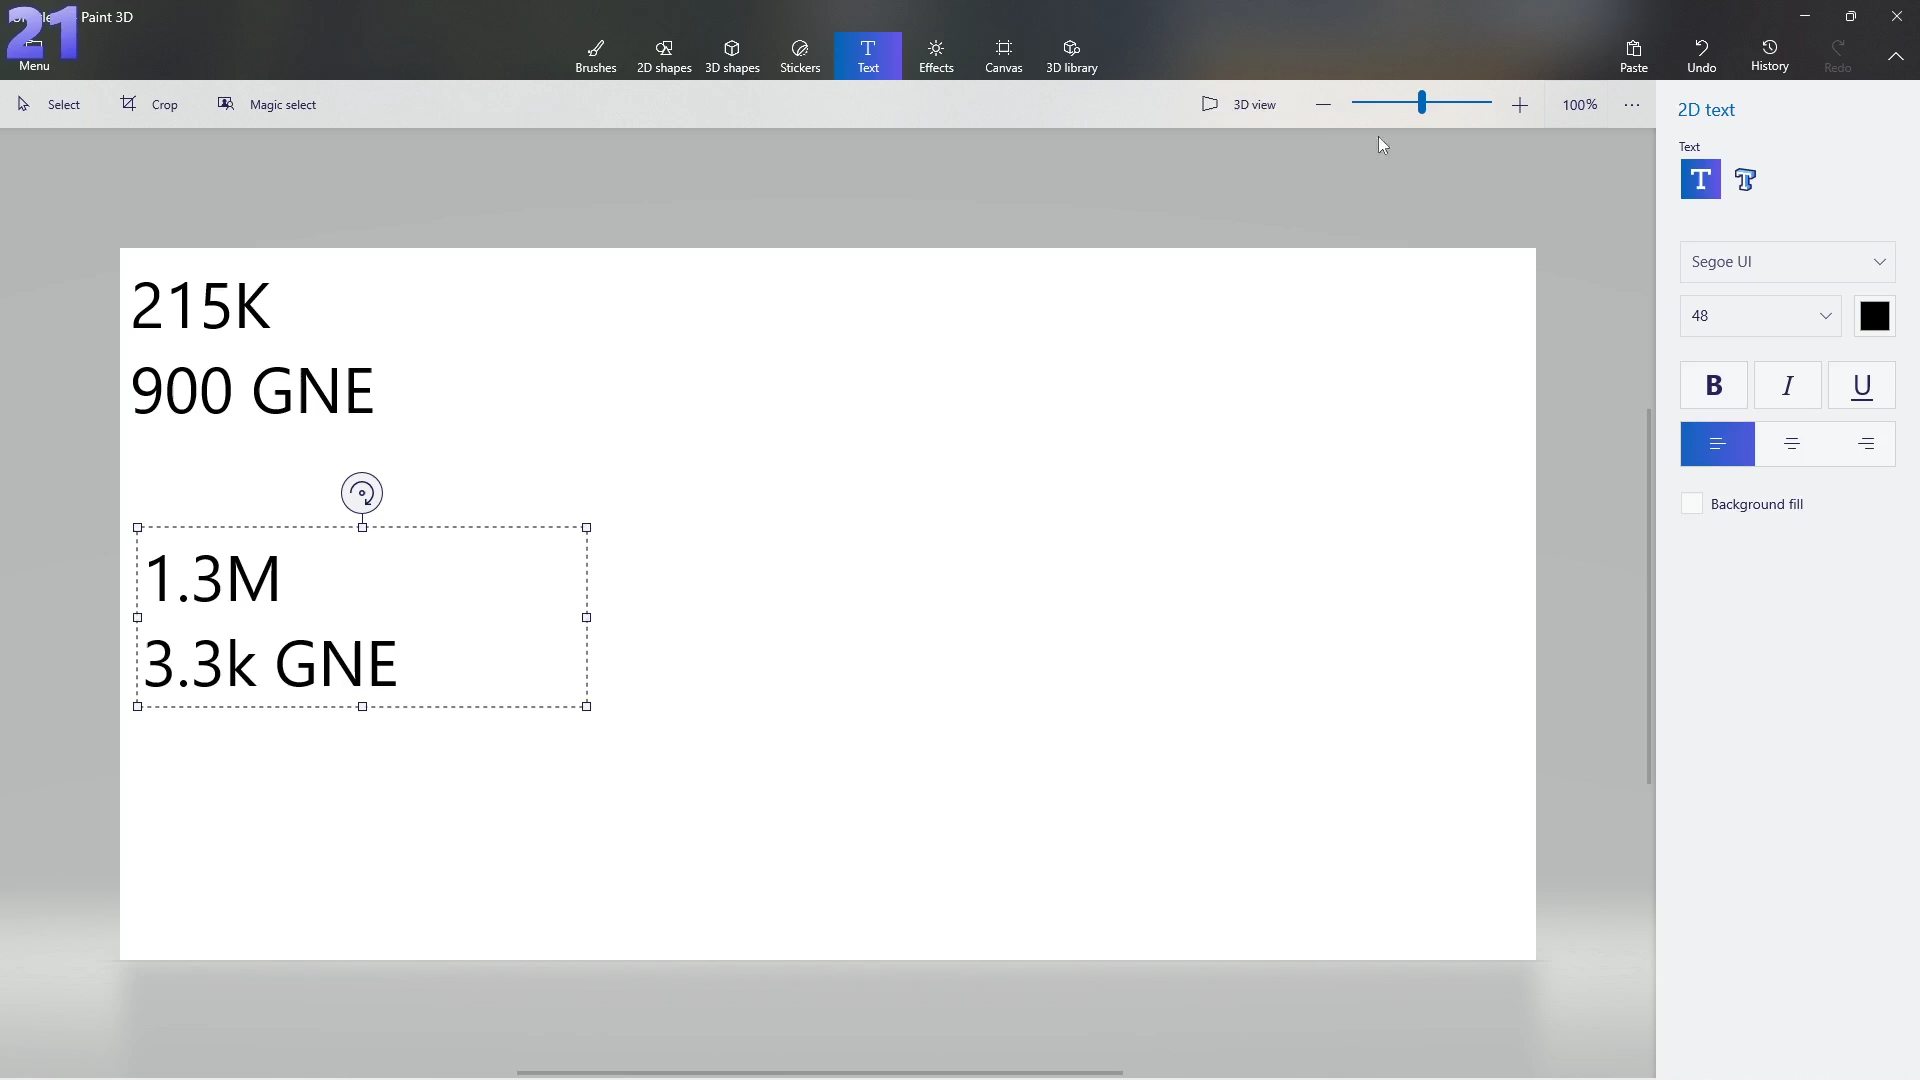 21
Paint 3D
Menu
Brushes
2D shapes
3D shapes
Stickers
Text
Effects
Canvas
3D library
Paste
Undo
History
Redo
Select
Crop
Magic select
3D view
100%
2D text
Text
Segoe UI
48
B I U
Background fill
215K
900 GNE
1.3M
3.3k GNE